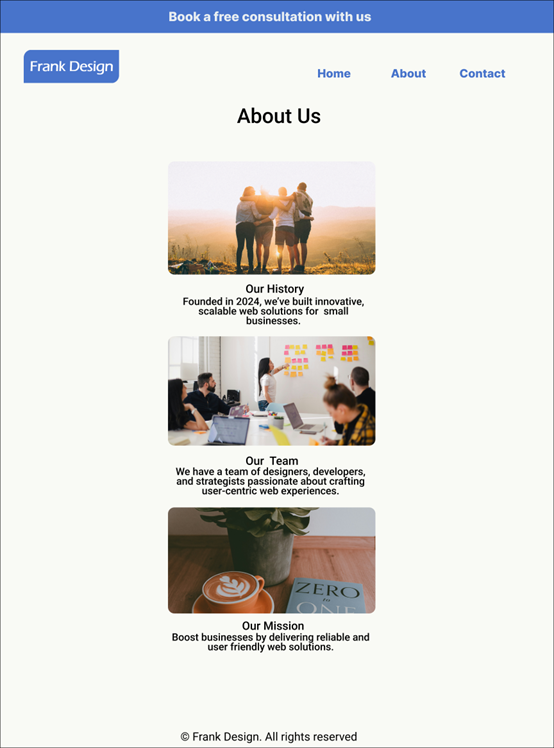 Book a free consultation with us
Frank Design
Home About Contact
About Us
Our History
Founded in 2024, we've built innovative,
scalable web solutions for  small
businesses.
Our  Team
We have a team of designers, developers,
and strategists passionate about crafting
user-centric web experiences.
ZERO
to
ONE
Our Mission
Boost businesses by delivering reliable and
user friendly web solutions.
© Frank Design. All rights reserved